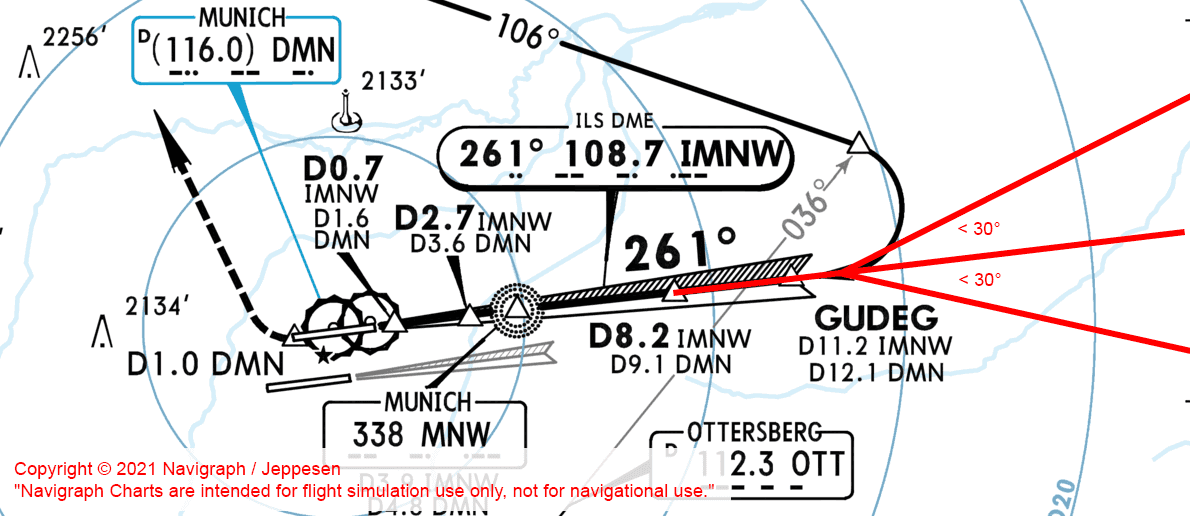 106°
2256'
MUNICH
D(116.0) DMN
2133'
ILS DME
261° 108.7 IMNW
D0.7
IMNW
D1.6
DMN
D2.7 IMNW
D3.6 DMN
036°
261°
< 30°
< 30°
2134'
D1.0 DMN
D8.2 IMNW
D9.1 DMN
GUDEG
D11.2 IMNW
D12.1 DMN
MUNICH
338 MNW
OTTERSBERG
D 112.3 OTT
D3.9 IMNW
D4.8 DMN
D20
Copyright © 2021 Navigraph / Jeppesen
"Navigraph Charts are intended for flight simulation use only, not for navigational use."